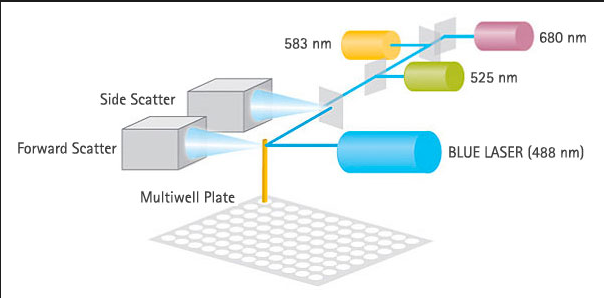 583 nm
680 nm
525 nm
Side Scatter
Forward Scatter
BLUE LASER (488 nm)
Multiwell Plate